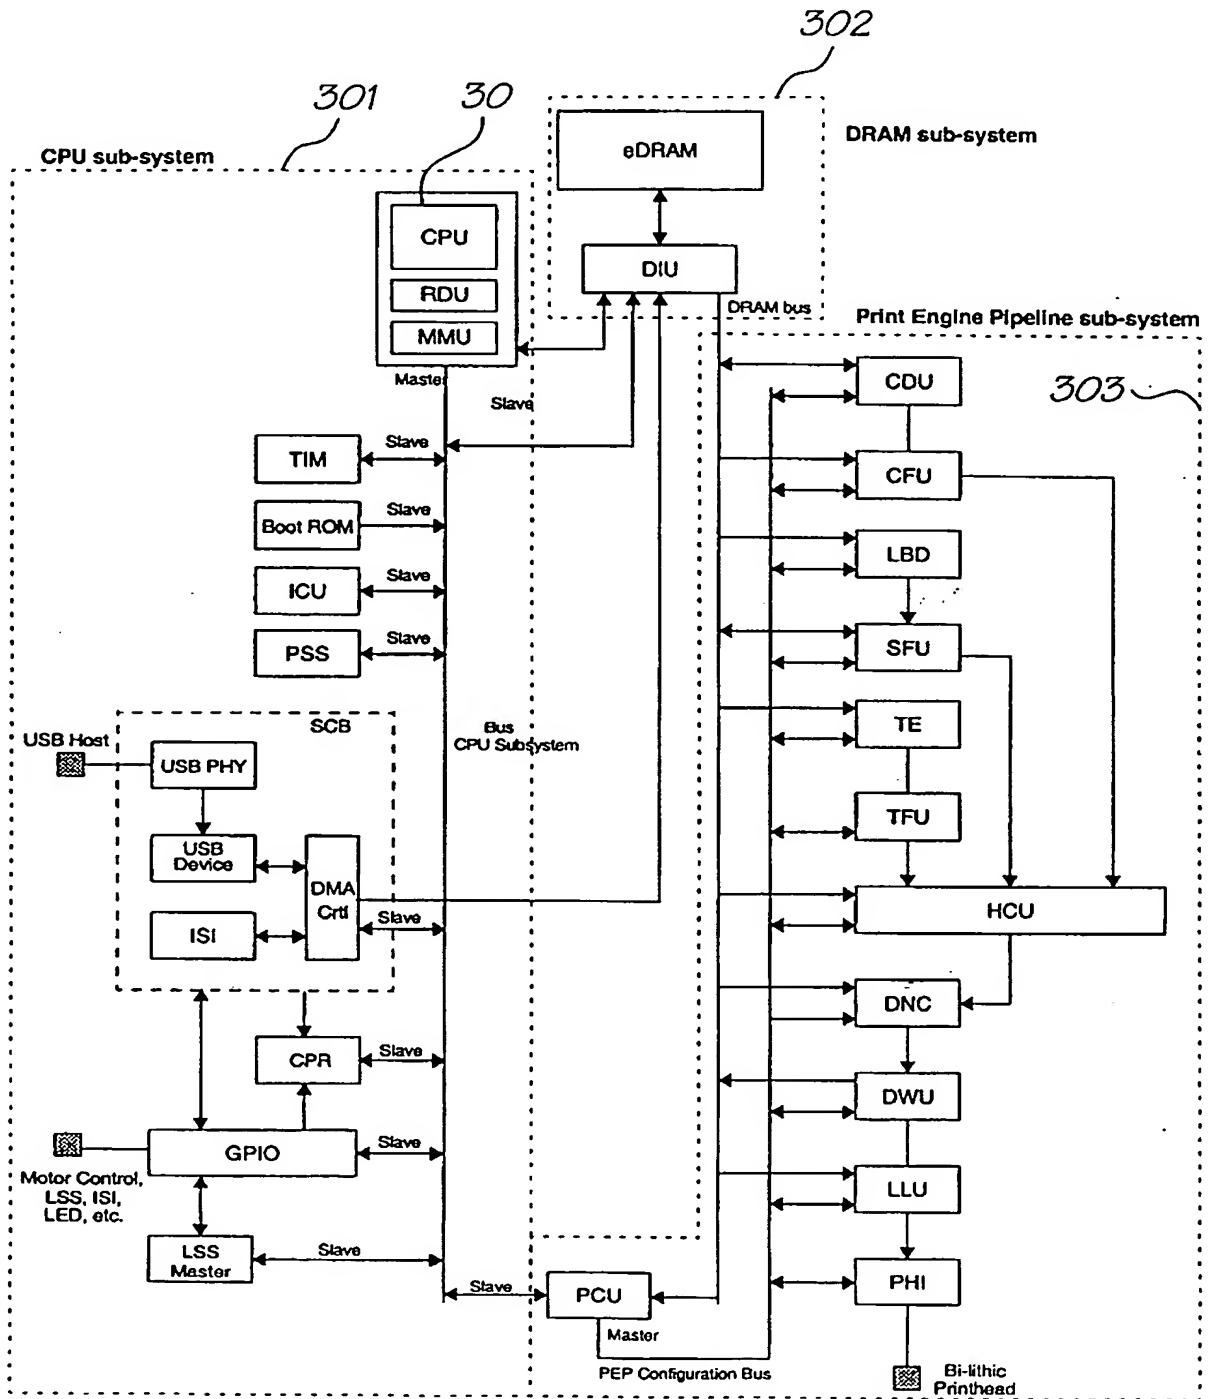 302
301
30
CPU sub-system
DRAM sub-system
eDRAM
CPU
DIU
RDU
MMU
DRAM bus
Print Engine Pipeline sub-system
303
Master
Slave
CDU
TIM
Slave
CFU
Boot ROM
Slave
LBD
ICU
Slave
PSS
Slave
SFU
SCB
Bus
CPU Subsystem
TE
USB Host
USB PHY
TFU
USB
Device
DMA
Crtl
Slave
ISI
HCU
DNC
CPR
Slave
DWU
GPIO
Slave
Motor Control,
LSS, ISI,
LED, etc.
LLU
LSS
Master
Slave
PHI
Slave
PCU
Master
PEP Configuration Bus
Bi-lithic
Printhead